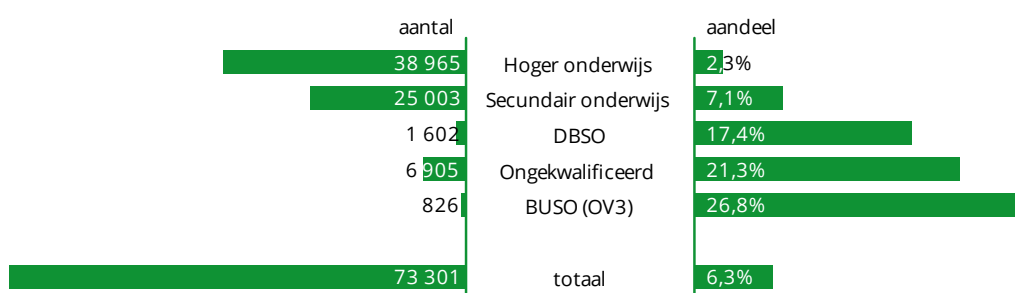 aantal aandeel
38 965 Hoger onderwijs 2,3%
25 003 Secundair onderwijs 7,1%
1 602 DBSO 17,4%
6 905 Ongekwalificeerd 21,3%
826 BUSO (OV3) 26,8%
73 301 totaal 6,3%